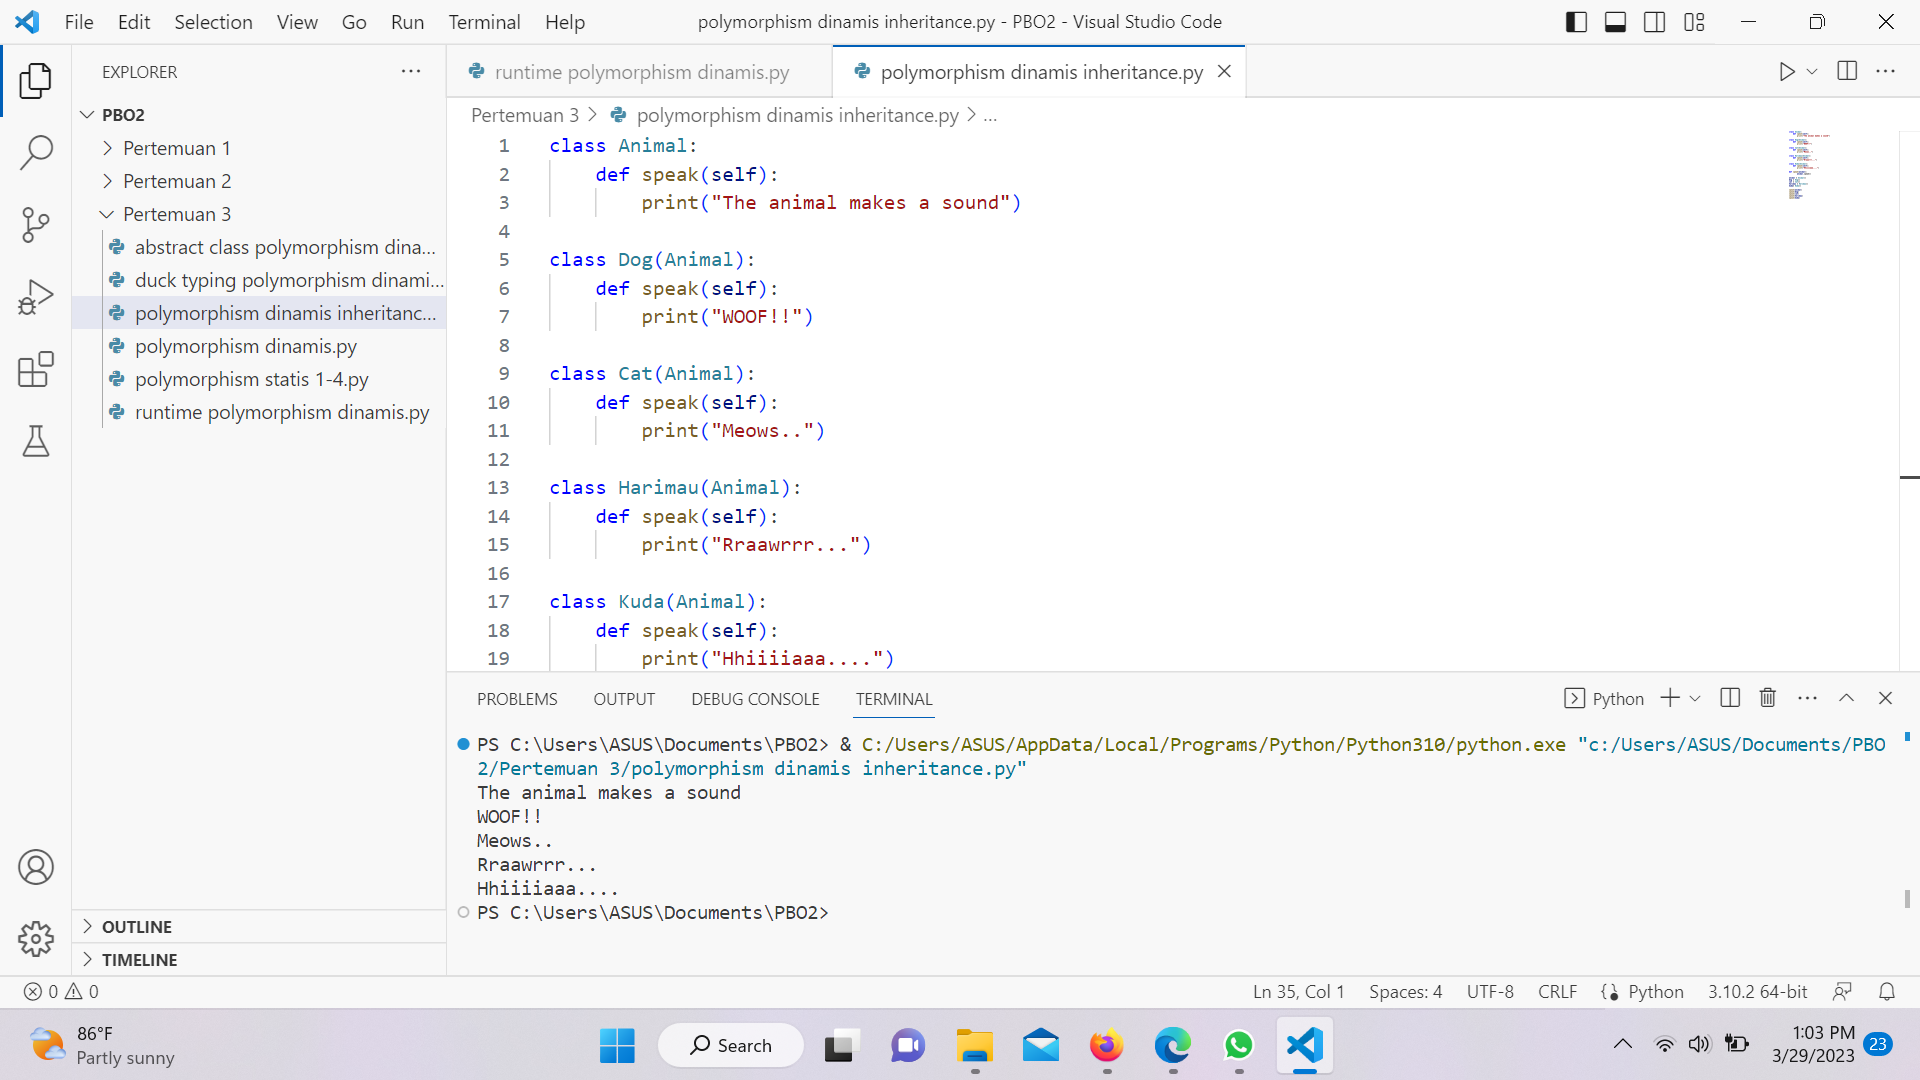 File Edit Selection View Go Run Terminal Help
polymorphism dinamis inheritance.py - PBO2 - Visual Studio Code
EXPLORER
PBO2
Pertemuan 1
Pertemuan 2
Pertemuan 3
abstract class polymorphism dina...
duck typing polymorphism dinami...
polymorphism dinamis inheritanc...
polymorphism dinamis.py
polymorphism statis 1-4.py
runtime polymorphism dinamis.py
OUTLINE
TIMELINE
runtime polymorphism dinamis.py
polymorphism dinamis inheritance.py
Pertemuan 3 > polymorphism dinamis inheritance.py > ...
1 class Animal:
2 def speak(self):
3 print("The animal makes a sound")
4
5 class Dog(Animal):
6 def speak(self):
7 print("WOOF!!")
8
9 class Cat(Animal):
10 def speak(self):
11 print("Meows..")
12
13 class Harimau(Animal):
14 def speak(self):
15 print("Rraawrrr...")
16
17 class Kuda(Animal):
18 def speak(self):
19 print("Hhiiiiaaa....")
PROBLEMS OUTPUT DEBUG CONSOLE TERMINAL
Python
PS C:\Users\ASUS\Documents\PBO2> & C:/Users/ASUS/AppData/Local/Programs/Python/Python310/python.exe "c:/Users/ASUS/Documents/PBO
2/Pertemuan 3/polymorphism dinamis inheritance.py"
The animal makes a sound
WOOF!!
Meows..
Rraawrrr...
Hhiiiiaaa....
PS C:\Users\ASUS\Documents\PBO2>
0 0
Ln 35, Col 1 Spaces: 4 UTF-8 CRLF Python 3.10.2 64-bit
86°F
Partly sunny
Search
1:03 PM
3/29/2023
23